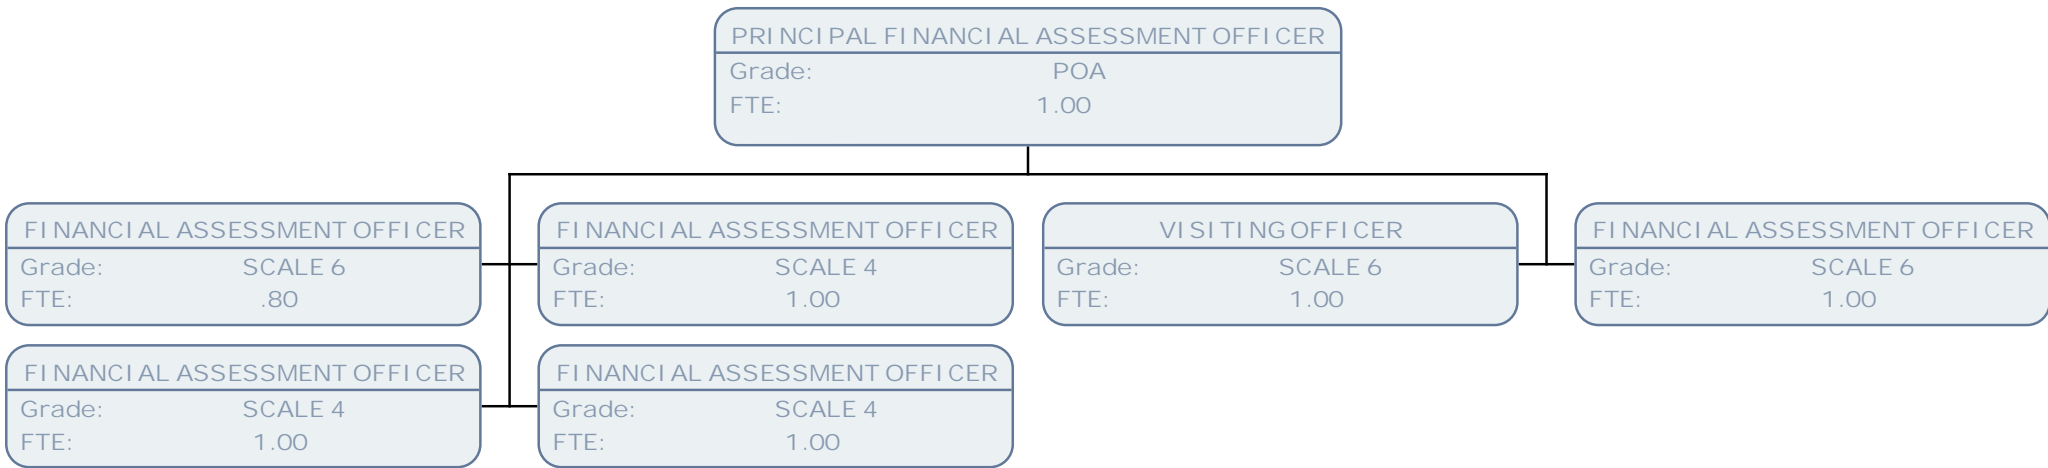 PRINCIPAL FINANCIAL ASSESSMENT OFFICER
Grade: POA
FTE: 1.00
FINANCIAL ASSESSMENT OFFICER
Grade: SCALE 6
FTE: .80
FINANCIAL ASSESSMENT OFFICER
Grade: SCALE 4
FTE: 1.00
VISITING OFFICER
Grade: SCALE 6
FTE: 1.00
FINANCIAL ASSESSMENT OFFICER
Grade: SCALE 6
FTE: 1.00
FINANCIAL ASSESSMENT OFFICER
Grade: SCALE 4
FTE: 1.00
FINANCIAL ASSESSMENT OFFICER
Grade: SCALE 4
FTE: 1.00